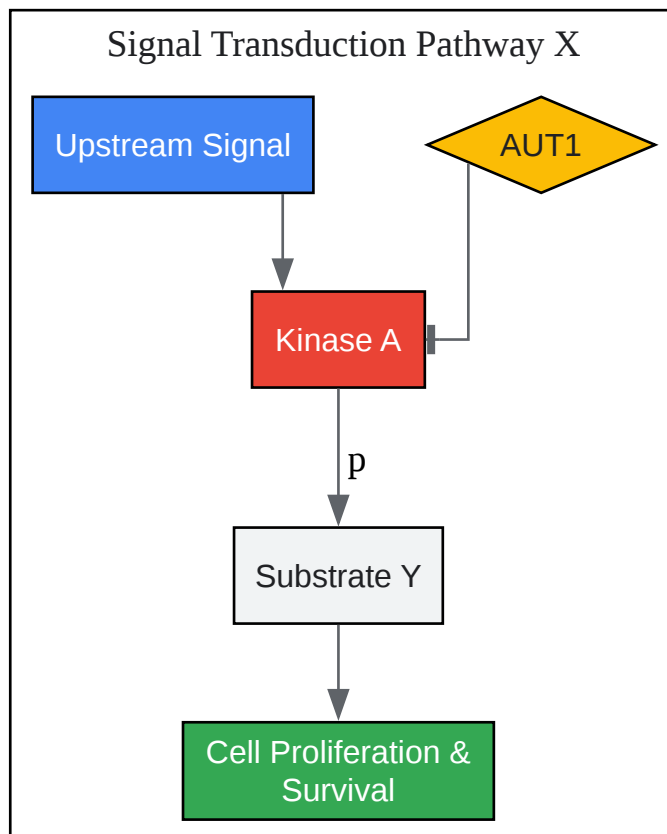 Signal Transduction Pathway X
Upstream Signal
AUT1
Kinase A
p
Substrate Y
Cell Proliferation &
Survival